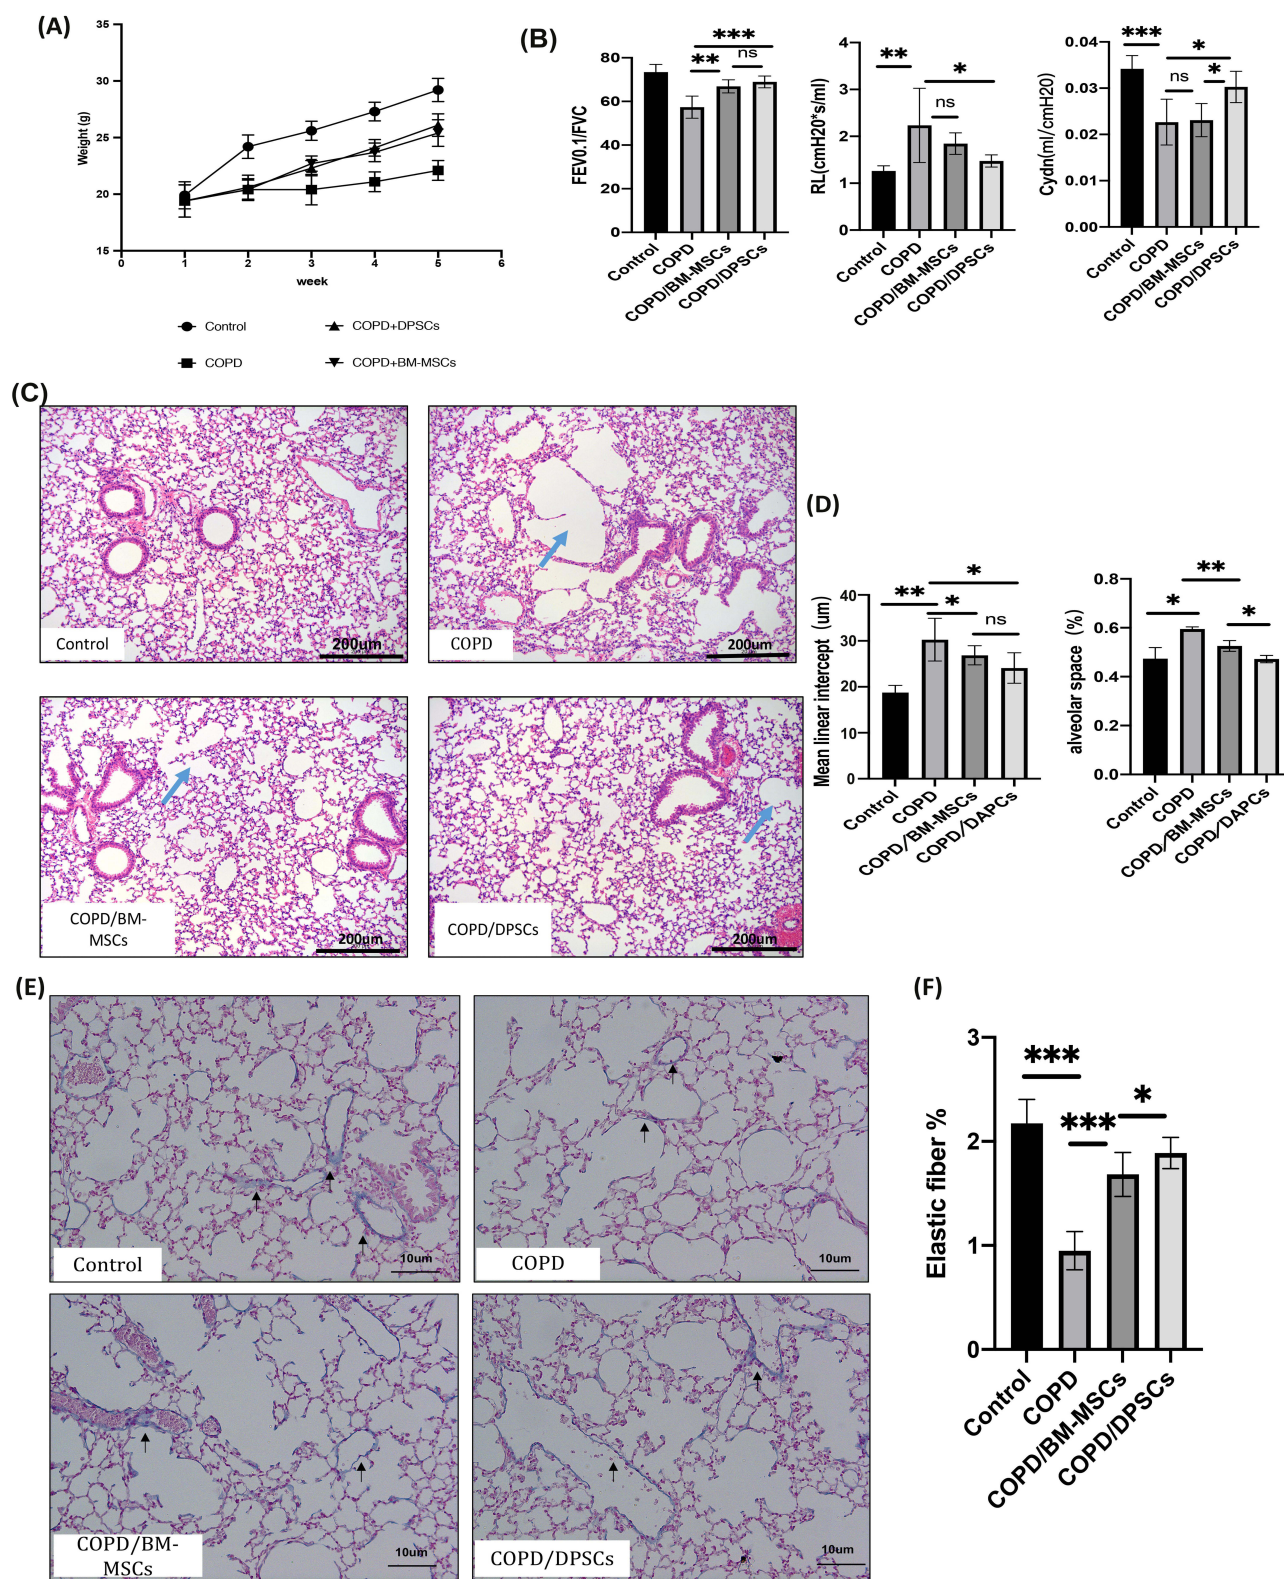 (A)
35
30
25
20
15
Weight (g)
0 1 2 3 4 5 6
week
Control
COPD+DPSCs
COPD
COPD+BM-MSCs
(B)
FEV0.1/FVC
80
60
40
20
0
***
** ns
Control
COPD
COPD/BM-MSCs
COPD/DPSCs
RL(cmH20*s/ml)
4
3
2
1
0
** *
ns
Control
COPD
COPD/BM-MSCs
COPD/DPSCs
Cydn(ml/cmH20)
0.04
0.03
0.02
0.01
0.00
*** *
ns *
Control
COPD
COPD/BM-MSCs
COPD/DPSCs
(C)
Control
200um
COPD
200um
COPD/BM-
MSCs
200um
COPD/DPSCs
200um
(D)
Mean linear intercept (um)
40
30
20
10
0
*
** *
ns
Control
COPD
COPD/BM-MSCs
COPD/DAPCs
alveolar space (%)
0.8
0.6
0.4
0.2
0.0
**
* *
Control
COPD
COPD/BM-MSCs
COPD/DAPCs
(E)
Control
10um
COPD
10um
COPD/BM-
MSCs
10um
COPD/DPSCs
10um
(F)
Elastic fiber %
3
2
1
0
***
*** *
Control
COPD
COPD/BM-MSCs
COPD/DPSCs